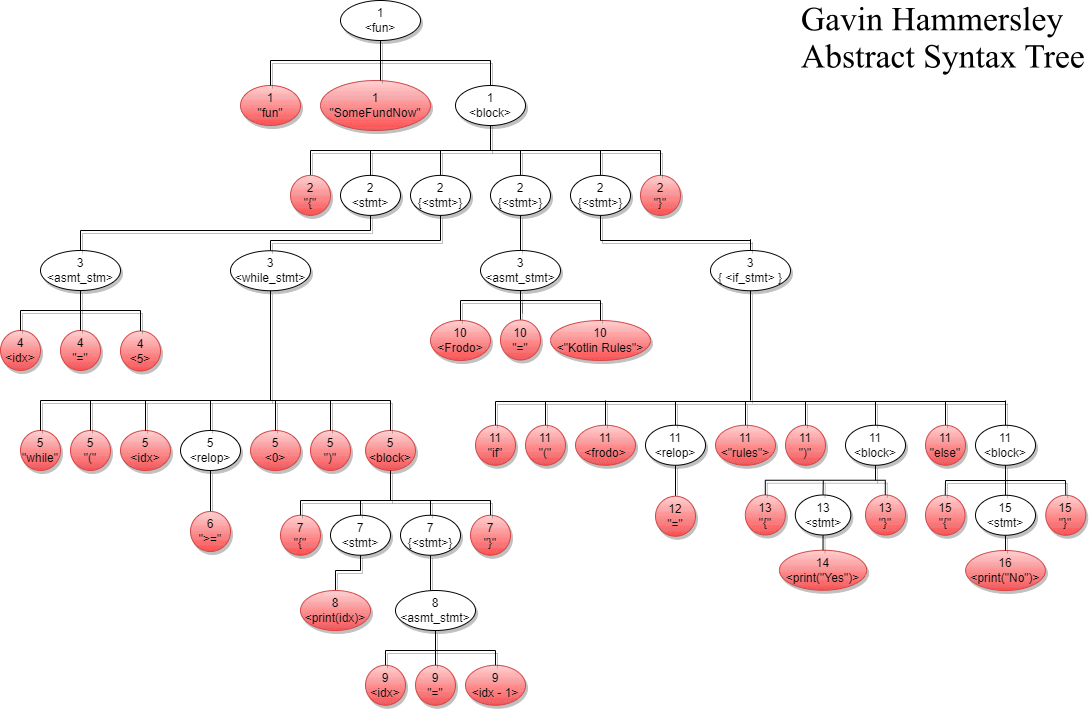 Gavin Hammersley
Abstract Syntax Tree
1
<fun>
1
"fun"
1
"SomeFundNow"
1
<block>
2
"{"
2
<stmt>
2
{<stmt>}
2
{<stmt>}
2
{<stmt>}
2
"}"
3
<asmt_stm>
3
<while_stmt>
3
<asmt_stmt>
3
{ <if_stmt> }
4
<idx>
4
"="
4
<5>
10
<Frodo>
10
"="
10
<"Kotlin Rules">
5
"while"
5
"("
5
<idx>
5
<relop>
5
<0>
5
")"
5
<block>
11
"if"
11
"("
11
<frodo>
11
<relop>
11
<"rules">
11
")"
11
<block>
11
"else"
11
<block>
6
">="
7
"{"
7
<stmt>
7
{<stmt>}
7
"}"
12
"="
13
"{"
13
<stmt>
13
"}"
15
"{"
15
<stmt>
15
"}"
14
<print("Yes")>
16
<print("No")>
8
<print(idx)>
8
<asmt_stmt>
9
<idx>
9
"="
9
<idx - 1>